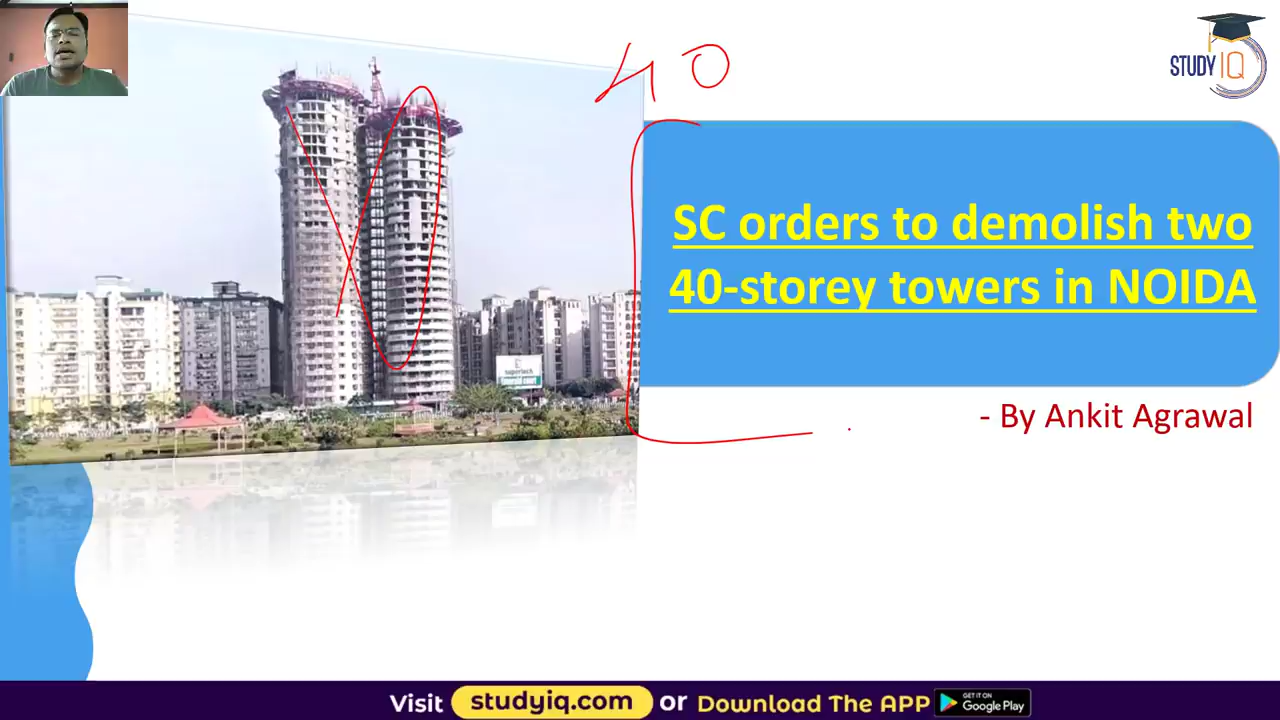 40
STUDY IQ
SC orders to demolish two
40-storey towers in NOIDA
- By Ankit Agrawal
supertech
Visit studyiq.com or Download The APP GET IT ON Google Play